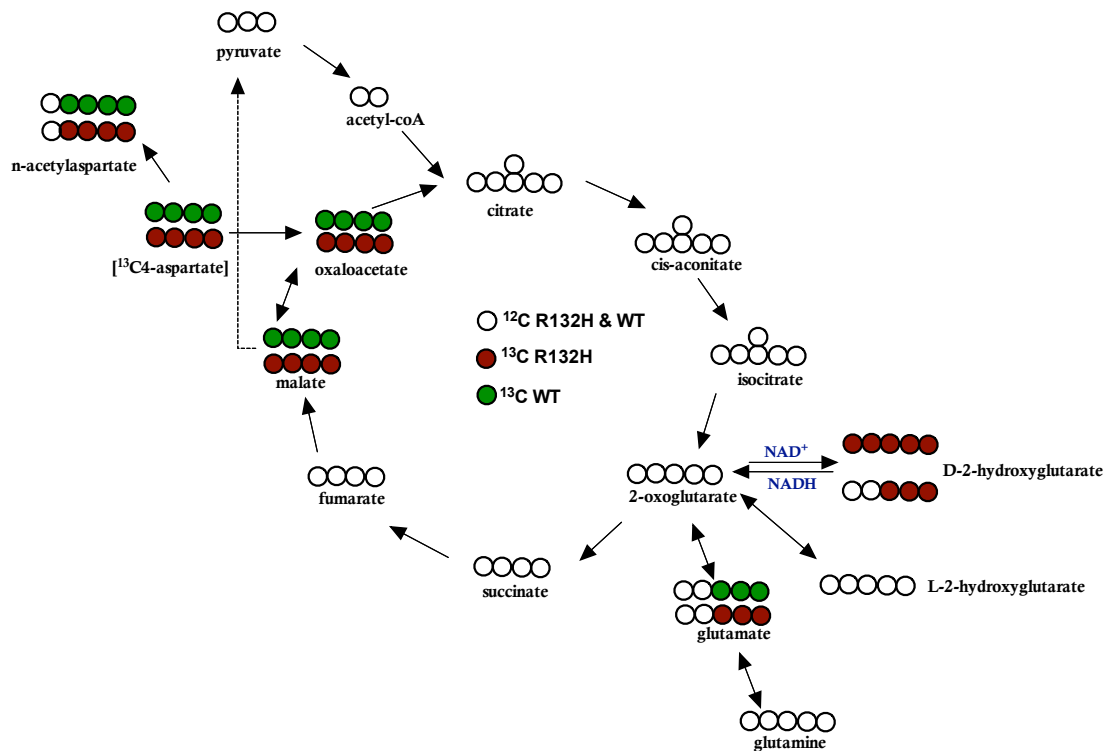 pyruvate
acetyl-coA
n-acetylaspartate
citrate
[¹³C4-aspartate]
oxaloacetate
cis-aconitate
¹²C R132H & WT
¹³C R132H
¹³C WT
malate
isocitrate
NAD⁺
NADH
D-2-hydroxyglutarate
2-oxoglutarate
fumarate
succinate
L-2-hydroxyglutarate
glutamate
glutamine